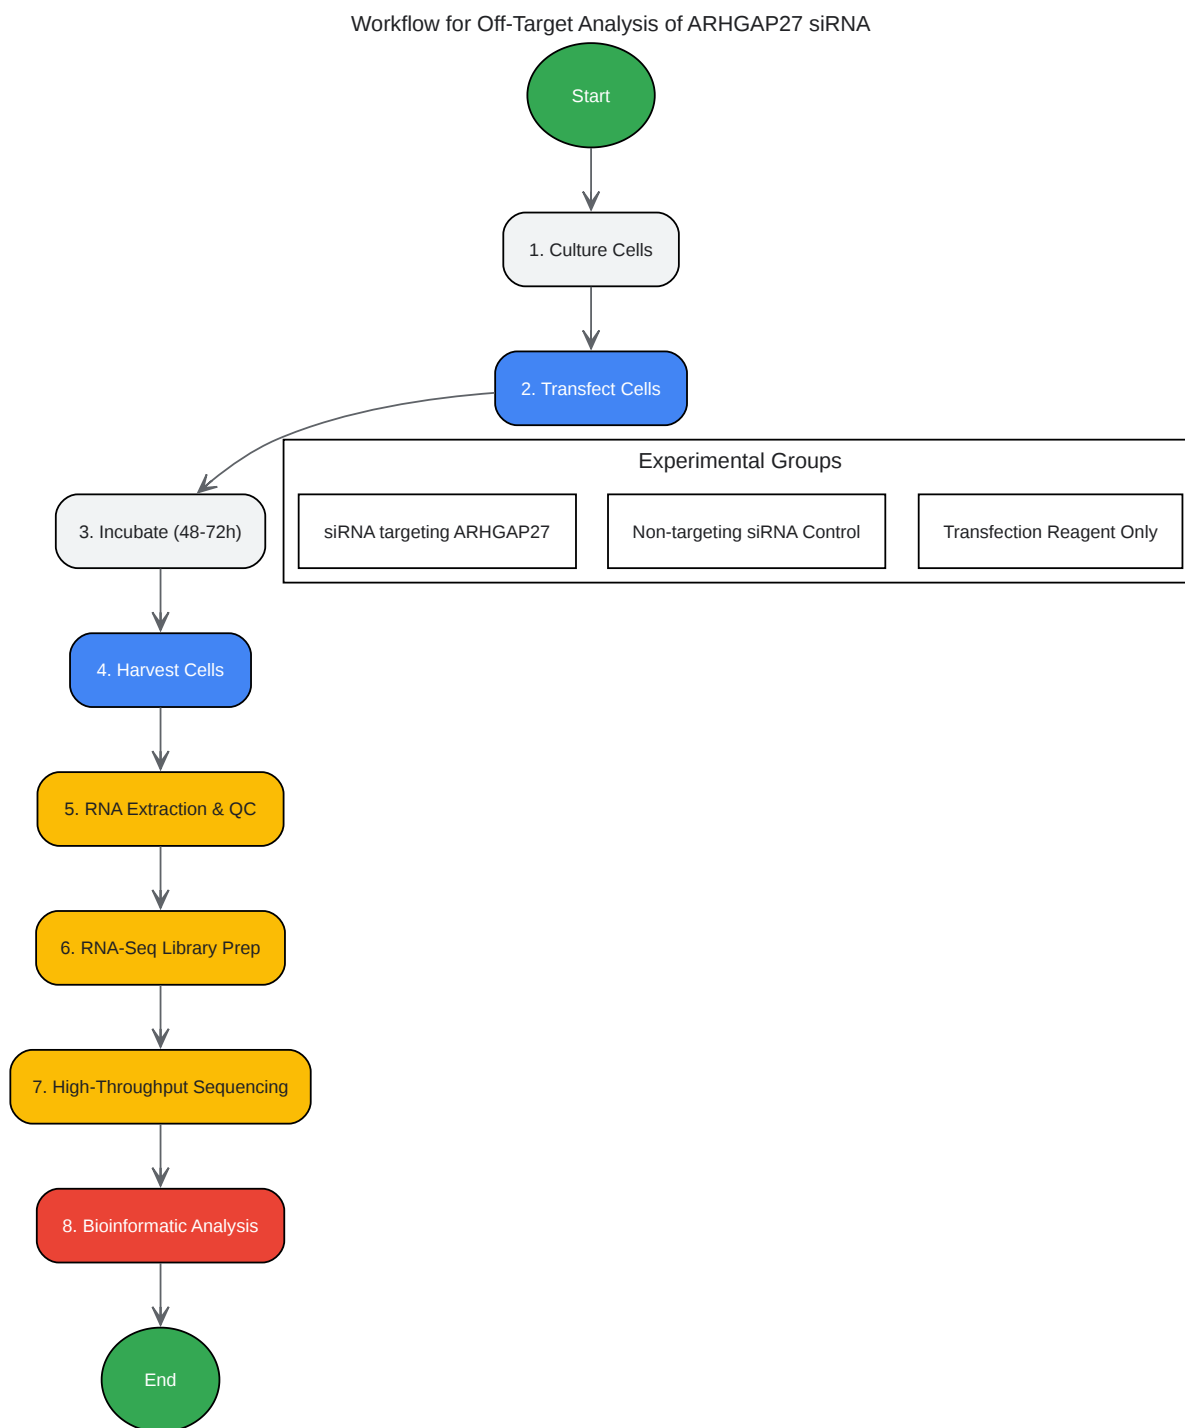 Workflow for Off-Target Analysis of ARHGAP27 siRNA
Start
1. Culture Cells
2. Transfect Cells
Experimental Groups
3. Incubate (48-72h)
siRNA targeting ARHGAP27
Non-targeting siRNA Control
Transfection Reagent Only
4. Harvest Cells
5. RNA Extraction & QC
6. RNA-Seq Library Prep
7. High-Throughput Sequencing
8. Bioinformatic Analysis
End